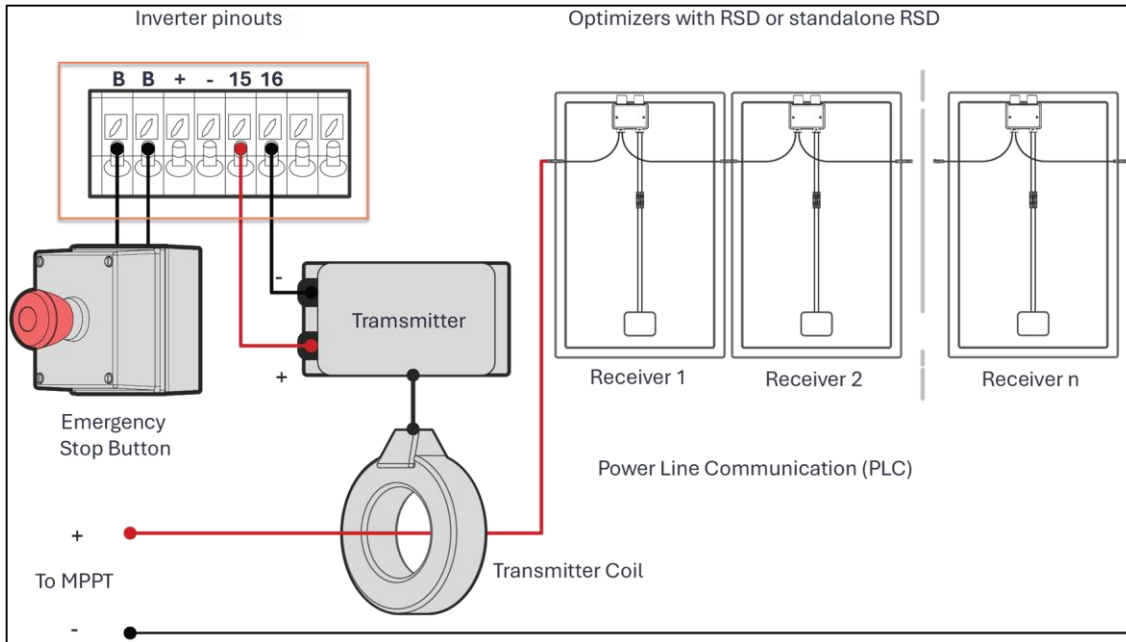 Inverter pinouts
Optimizers with RSD or standalone RSD
B B + - 15 16
-
Tramsmitter
+
Receiver 1
Receiver 2
Receiver n
Emergency
Stop Button
Power Line Communication (PLC)
+
Transmitter Coil
To MPPT
-